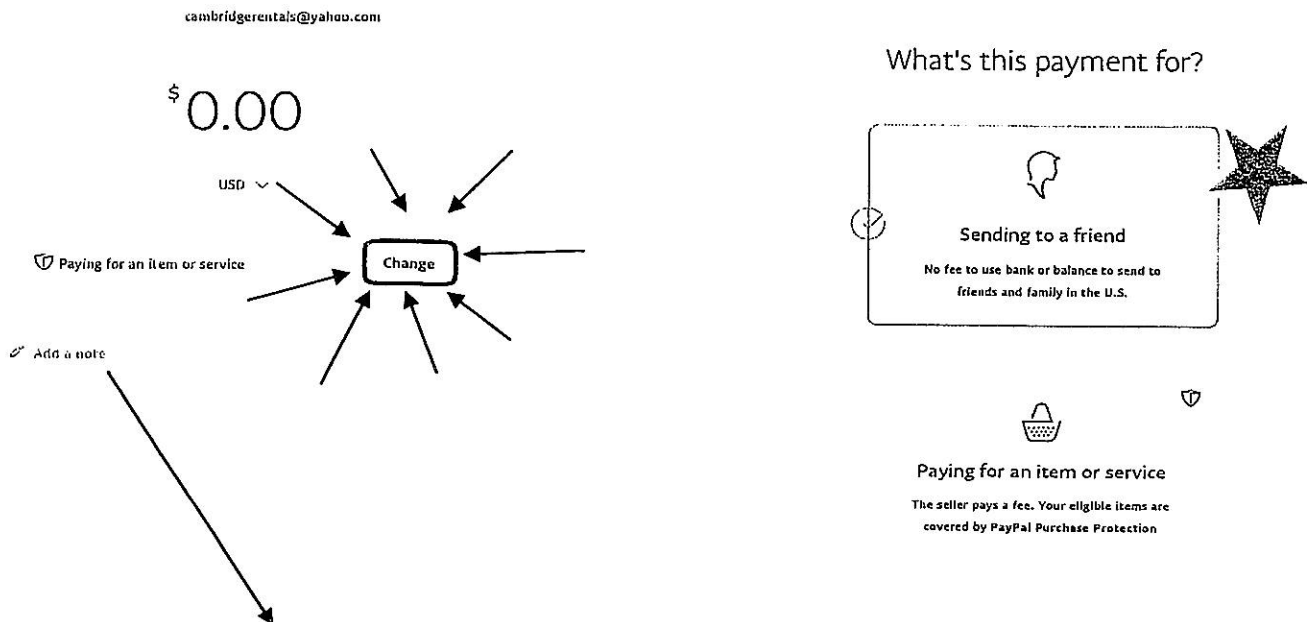 cambridgerentals@yahoo.com
$0.00
USD
Paying for an item or service
Change
Add a note
What's this payment for?
Sending to a friend
No fee to use bank or balance to send to
friends and family in the U.S.
Paying for an item or service
The seller pays a fee. Your eligible items are
covered by PayPal Purchase Protection